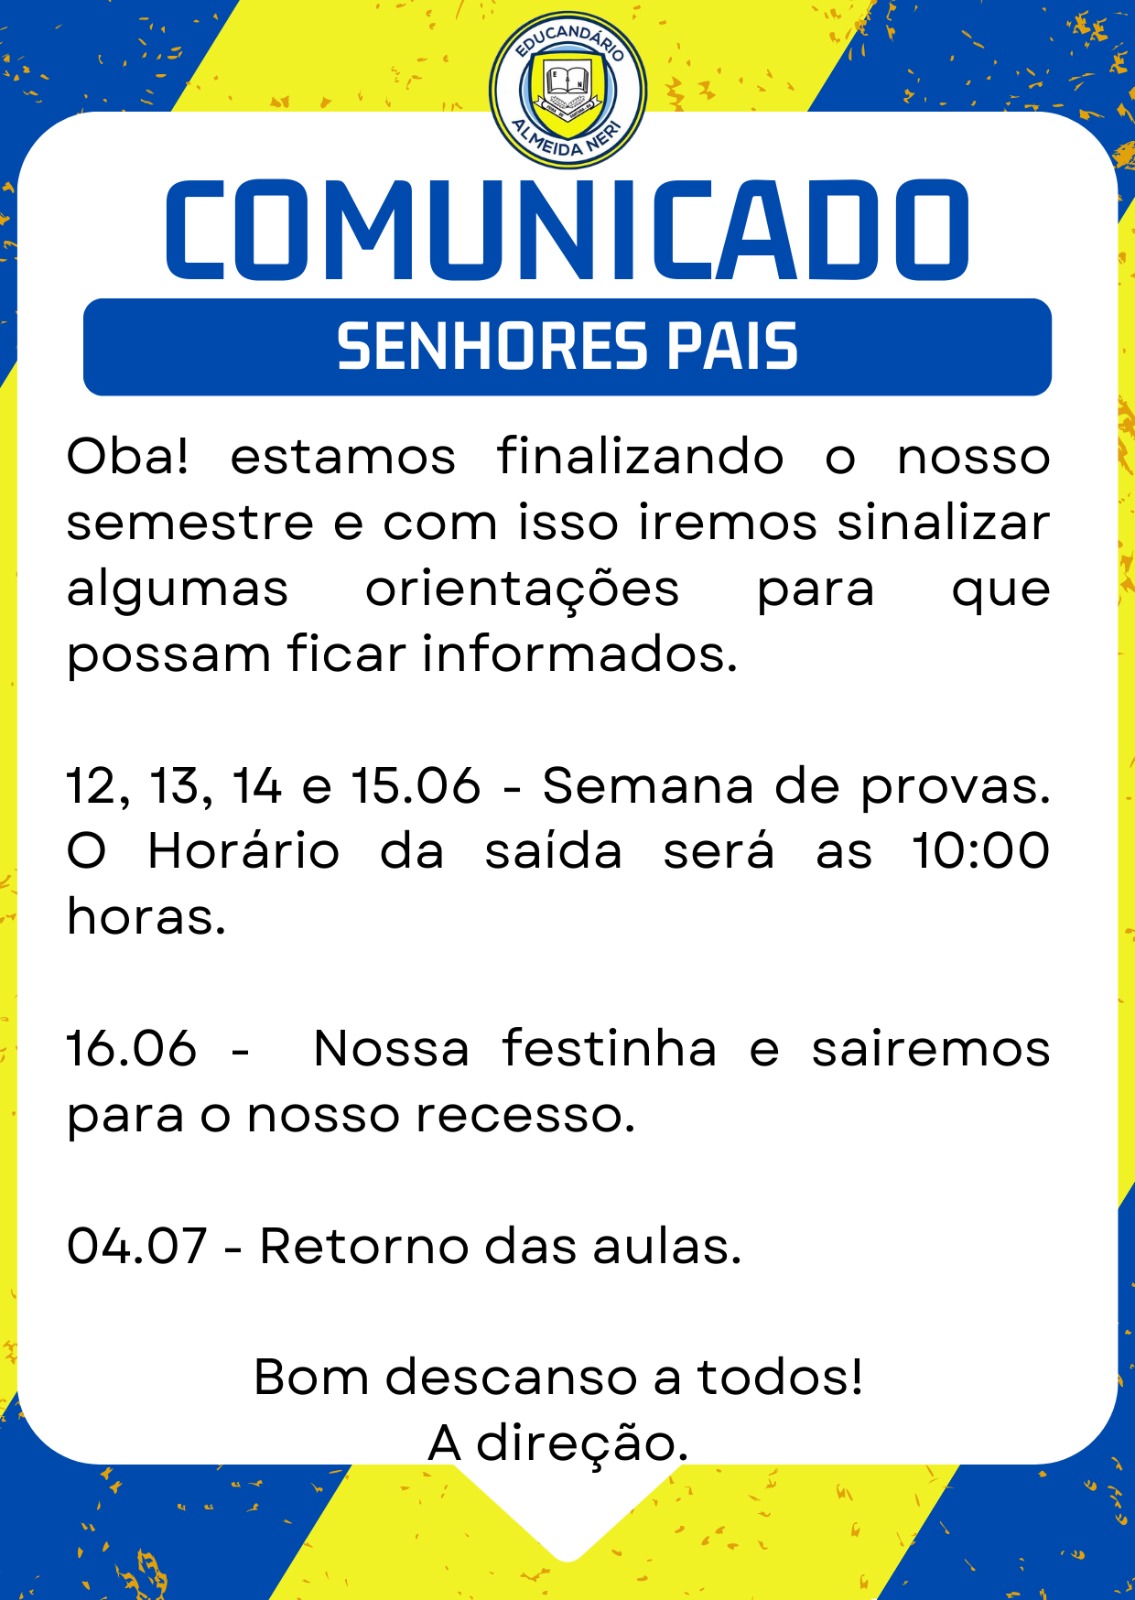 EDUCANDÁRIO
ALMEIDA NERI
COMUNICADO
SENHORES PAIS
Oba! estamos finalizando o nosso
semestre e com isso iremos sinalizar
algumas orientações para que
possam ficar informados.
12, 13, 14 e 15.06 - Semana de provas.
O Horário da saída será as 10:00
horas.
16.06 - Nossa festinha e sairemos
para o nosso recesso.
04.07 - Retorno das aulas.
Bom descanso a todos!
A direção.